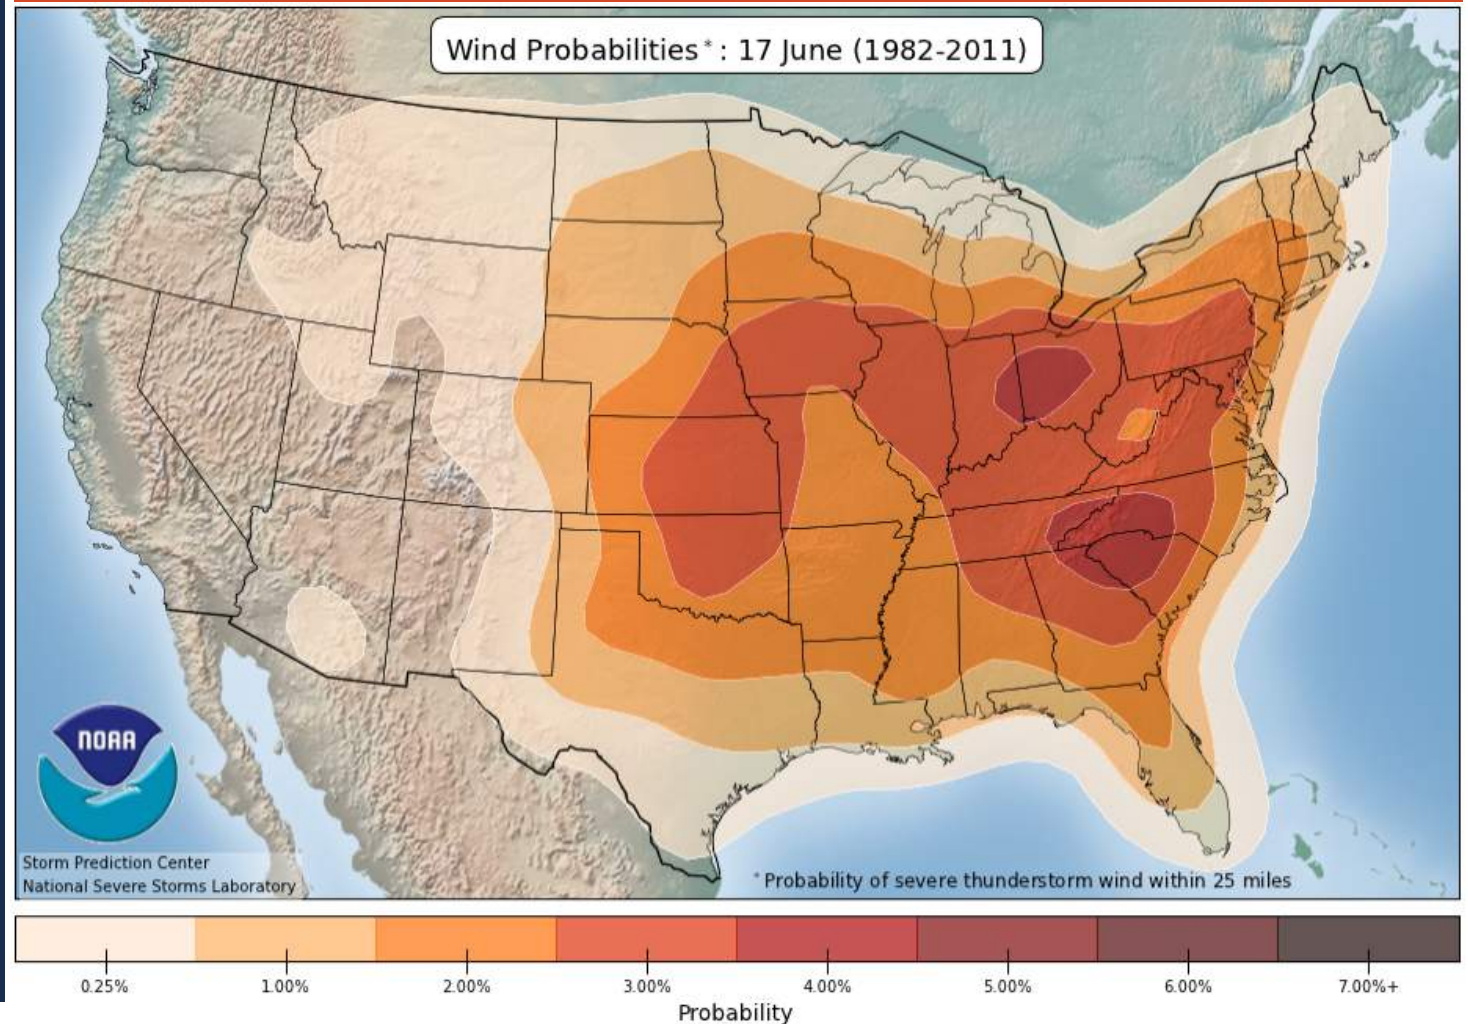 Wind Probabilities* : 17 June (1982-2011)
NOAA
Storm Prediction Center
National Severe Storms Laboratory
* Probability of severe thunderstorm wind within 25 miles
0.25% 1.00% 2.00% 3.00% 4.00% 5.00% 6.00% 7.00%+
Probability